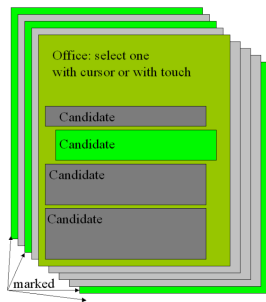 Office: select one
with cursor or with touch
Candidate
Candidate
Candidate
Candidate
marked